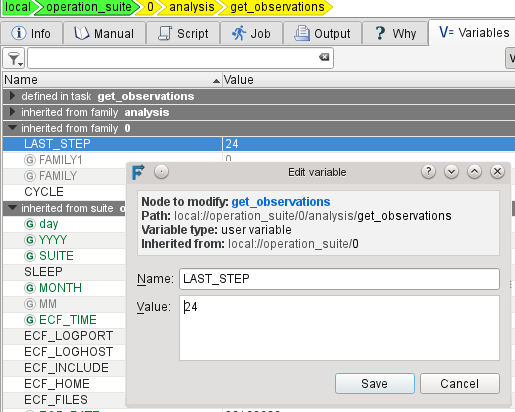 local operation_suite 0 analysis get_observations
Info Manual Script Job Output Why Variables
Name Value
defined in task get_observations
inherited from family analysis
inherited from family 0
LAST_STEP 24
FAMILY1 0
FAMILY
CYCLE
inherited from suite
day
YYYY
SUITE
SLEEP
MONTH
MM
ECF_TIME
ECF_LOGPORT
ECF_LOGHOST
ECF_INCLUDE
ECF_HOME
ECF_FILES
Edit variable
Node to modify: get_observations
Path: local://operation_suite/0/analysis/get_observations
Variable type: user variable
Inherited from: local://operation_suite/0
Name: LAST_STEP
Value: 24
Save Cancel